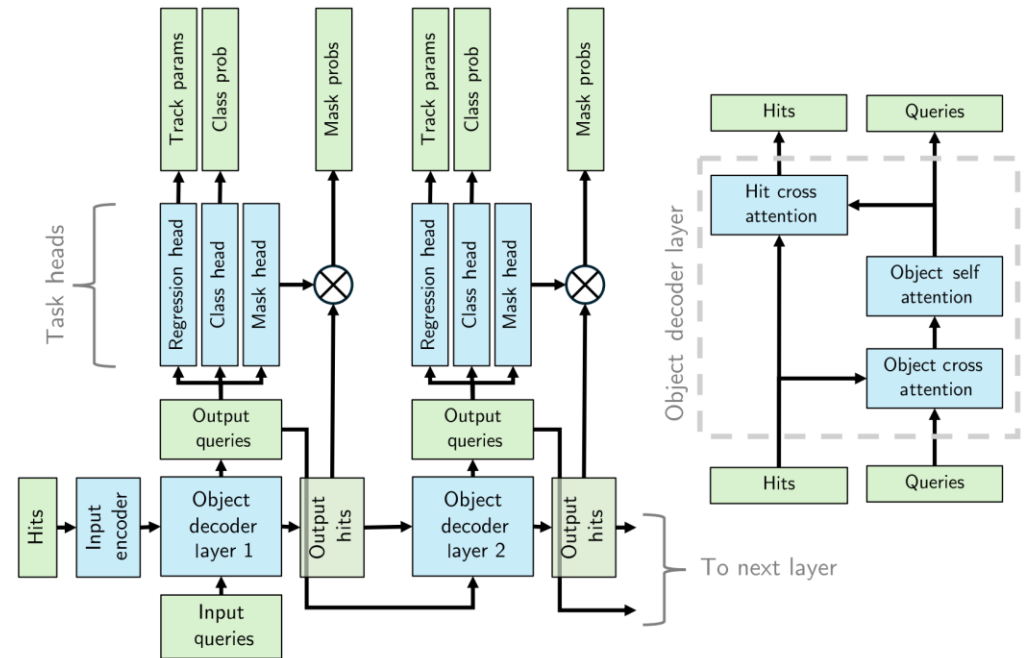 Track params
Class prob
Mask probs
Track params
Class prob
Mask probs
Task heads
Regression head
Class head
Mask head
Regression head
Class head
Mask head
Output
queries
Output
queries
Hits
Input
encoder
Object
decoder
layer 1
Output
hits
Object
decoder
layer 2
Output
hits
To next layer
Input
queries
Hits
Queries
Object decoder layer
Hit cross
attention
Object self
attention
Object cross
attention
Hits
Queries